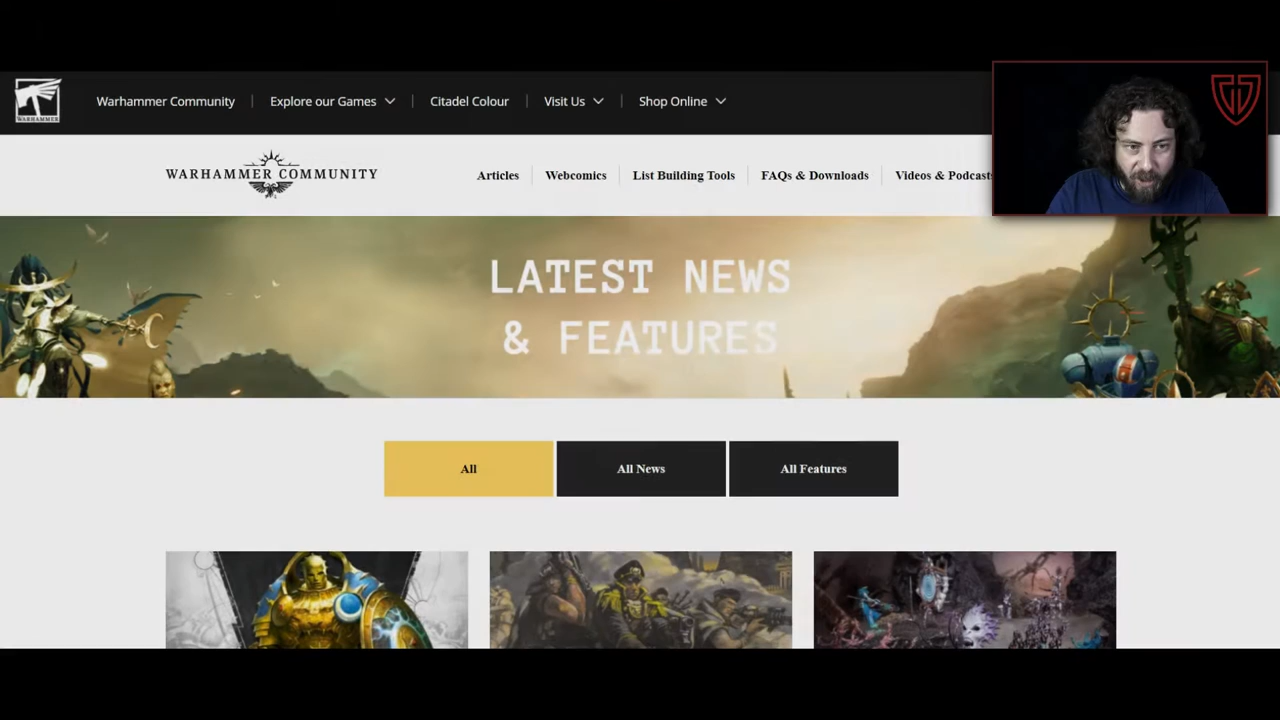 WARHAMMER
Warhammer Community
Explore our Games
Citadel Colour
Visit Us
Shop Online
WARHAMMER COMMUNITY
Articles
Webcomics
List Building Tools
FAQs & Downloads
Videos & Podcasts
LATEST NEWS
& FEATURES
All
All News
All Features